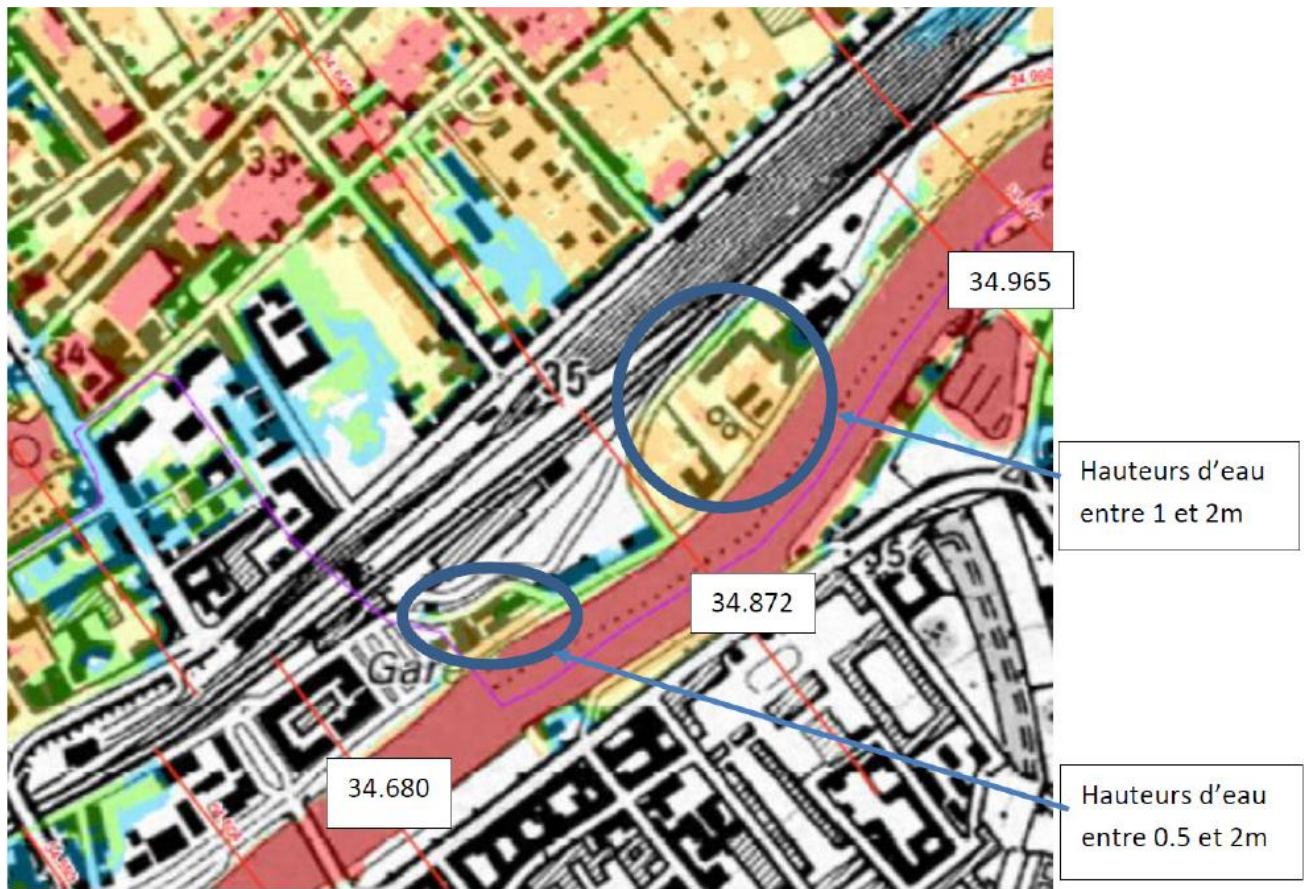 33
34
35
34.965
Hauteurs d'eau
entre 1 et 2m
35
34.872
Gare
34.680
Hauteurs d'eau
entre 0.5 et 2m